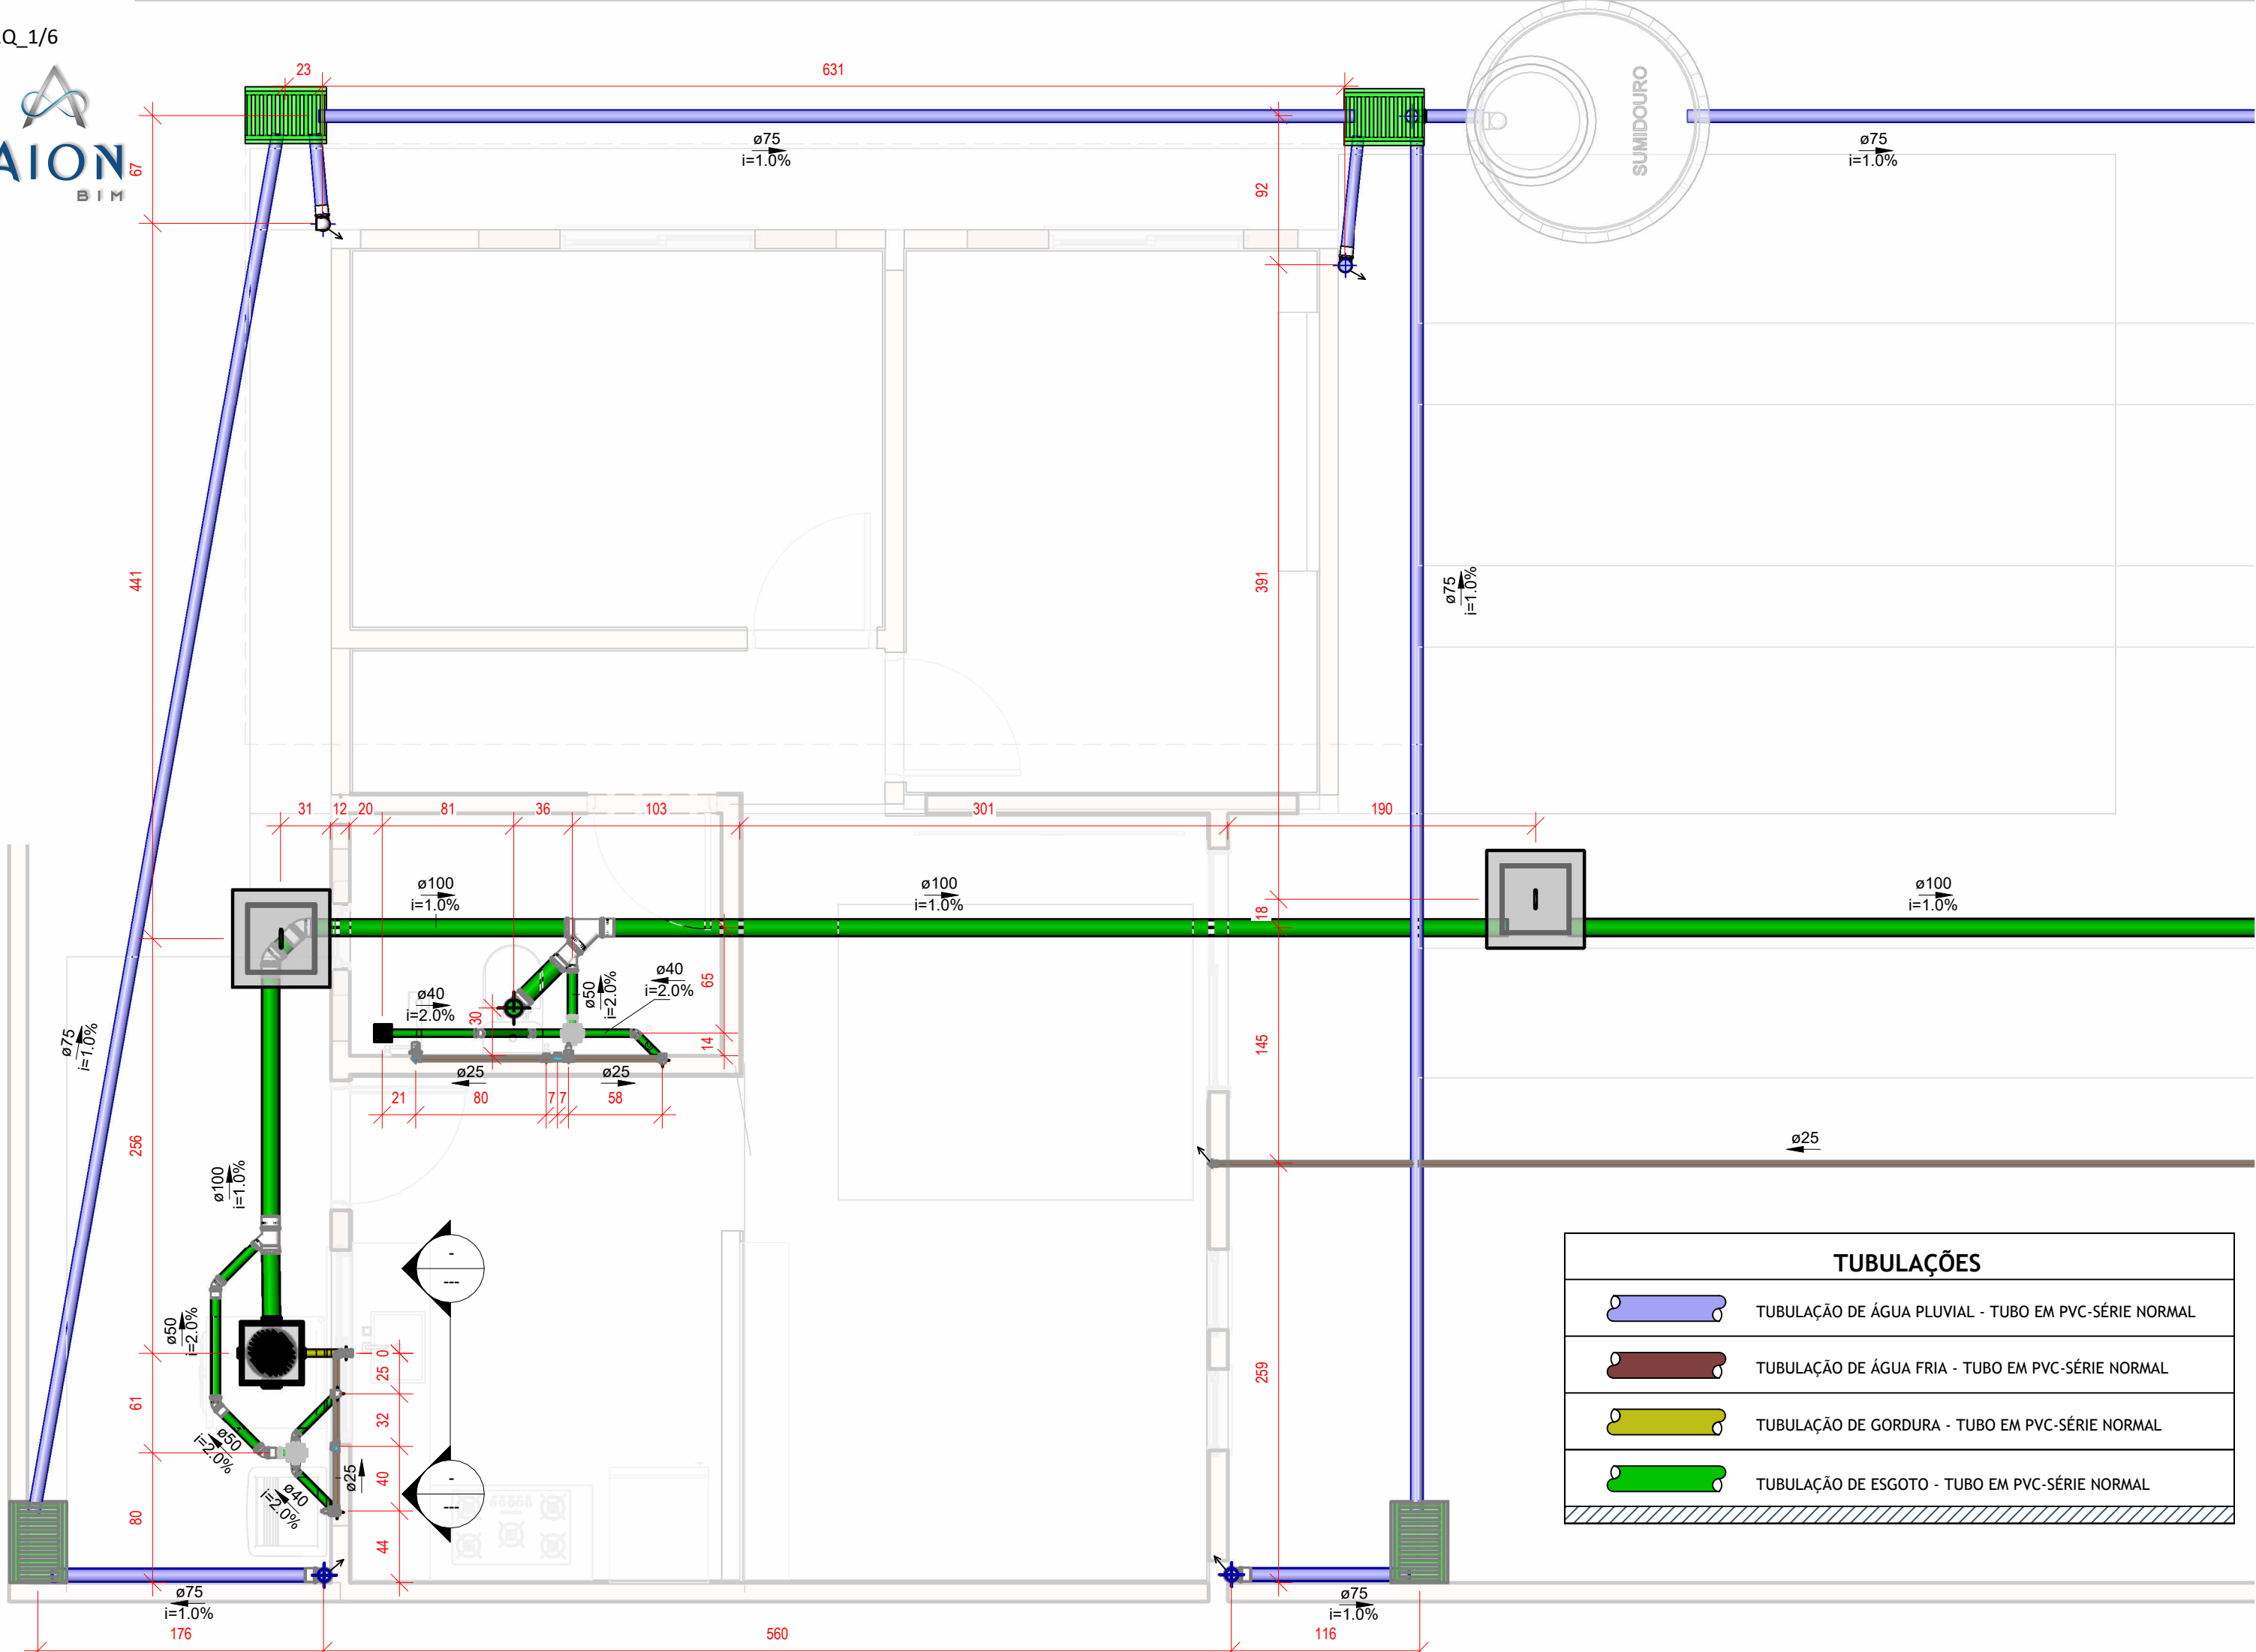 Q_1/6
AION
BIM
23
631
67
92
SUMIDOURO
ø75
i=1.0%
ø75
i=1.0%
441
391
ø75
i=1.0%
31
12
20
81
36
103
301
190
ø100
i=1.0%
ø100
i=1.0%
ø100
i=1.0%
18
ø40
i=2.0%
30
ø50
i=2.0%
ø40
i=2.0%
65
14
ø75
i=1.0%
145
ø25
ø25
21
80
7
7
58
256
ø25
ø100
i=1.0%
ø50
i=2.0%
0
25
32
40
44
61
80
259
-
---
-
---
ø50
i=2.0%
ø40
i=2.0%
ø25
TUBULAÇÕES
TUBULAÇÃO DE ÁGUA PLUVIAL - TUBO EM PVC-SÉRIE NORMAL
TUBULAÇÃO DE ÁGUA FRIA - TUBO EM PVC-SÉRIE NORMAL
TUBULAÇÃO DE GORDURA - TUBO EM PVC-SÉRIE NORMAL
TUBULAÇÃO DE ESGOTO - TUBO EM PVC-SÉRIE NORMAL
ø75
i=1.0%
ø75
i=1.0%
176
560
116